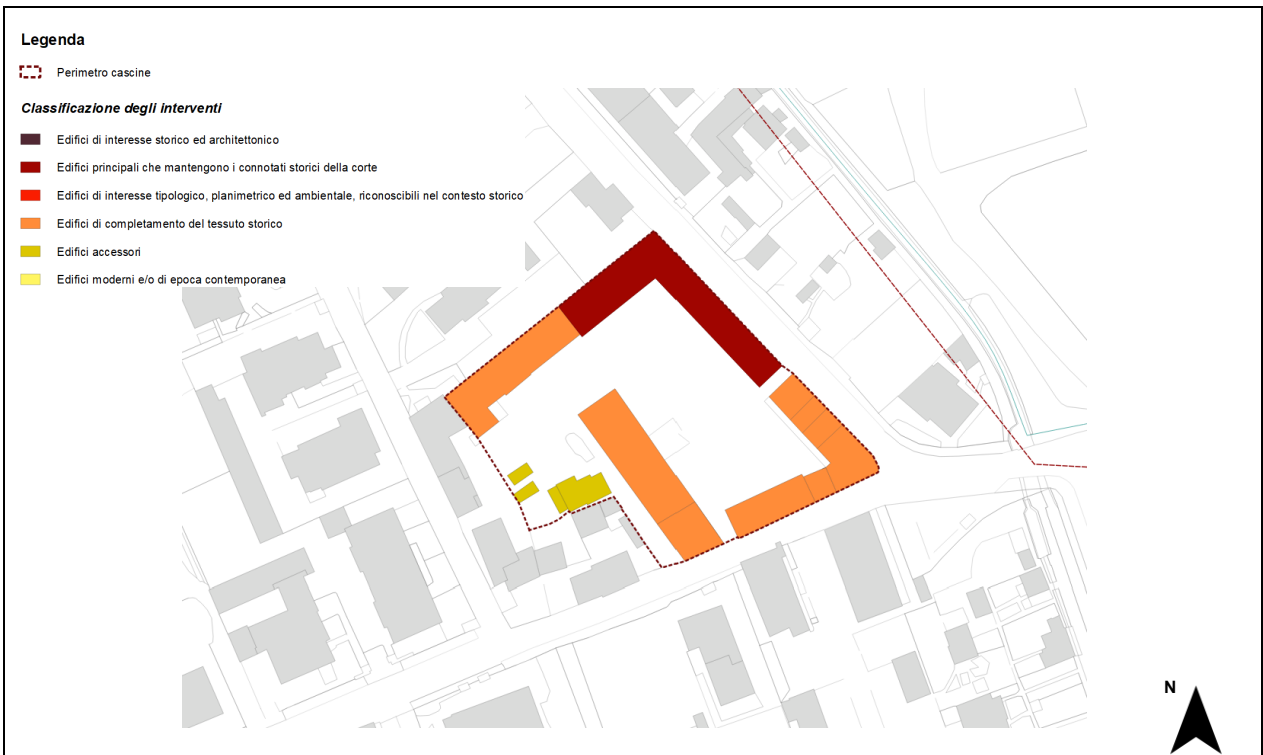 Legenda
Perimetro cascine
Classificazione degli interventi
Edifici di interesse storico ed architettonico
Edifici principali che mantengono i connotati storici della corte
Edifici di interesse tipologico, planimetrico ed ambientale, riconoscibili nel contesto storico
Edifici di completamento del tessuto storico
Edifici accessori
Edifici moderni e/o di epoca contemporanea
N